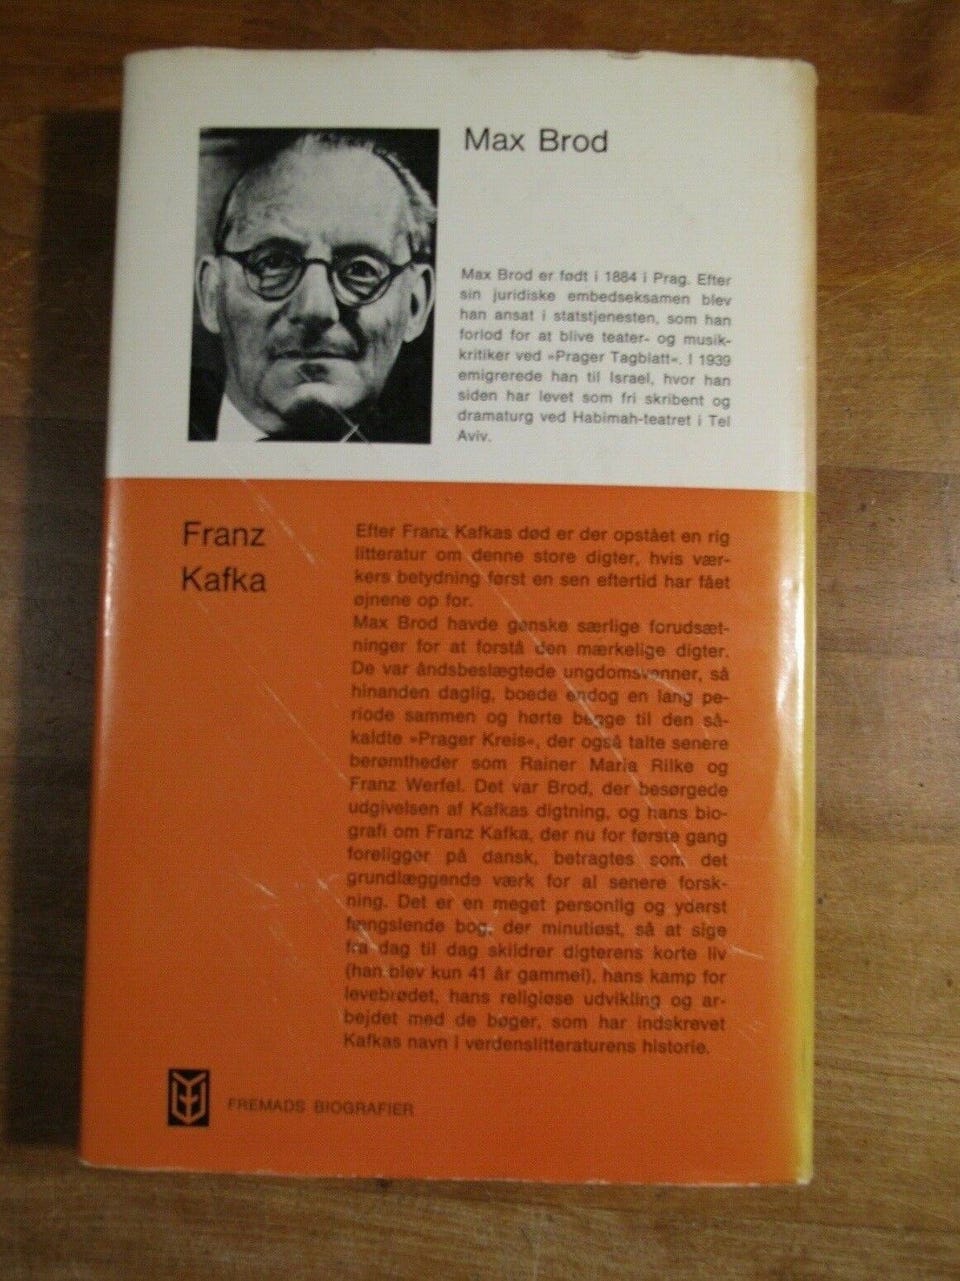 Max Brod
Max Brod er født i 1884 i Prag. Efter
sin juridiske embedseksamen blev
han ansat i statstjenesten, som han
forlod for at blive teater- og musik-
kritiker ved »Prager Tagblatt«. I 1939
emigrerede han til Israel, hvor han
siden har levet som fri skribent og
dramaturg ved Habimah-teatret i Tel
Aviv.
Franz
Kafka
Efter Franz Kafkas død er der opstået en rig
litteratur om denne store digter, hvis vær-
kers betydning først en sen eftertid har fået
øjnene op for.
Max Brod havde ganske særlige forudsæt-
ninger for at forstå den mærkelige digter.
De var åndsbeslægtede ungdomsvenner, så
hinanden daglig, boede endog en lang pe-
riode sammen og hørte begge til den så-
kaldte »Prager Kreis«, der også talte senere
berømtheder som Rainer Maria Rilke og
Franz Werfel. Det var Brod, der besørgede
udgivelsen af Kafkas digtning, og hans bio-
grafi om Franz Kafka, der nu for første gang
foreligger på dansk, betragtes som det
grundlæggende værk for al senere forsk-
ning. Det er en meget personlig og yderst
fængslende bog, der minutiøst, så at sige
fra dag til dag skildrer digterens korte liv
(han blev kun 41 år gammel), hans kamp for
levebrødet, hans religiøse udvikling og ar-
bejdet med de bøger, som har indskrevet
Kafkas navn i verdenslitteraturens historie.
FREMADS BIOGRAFIER